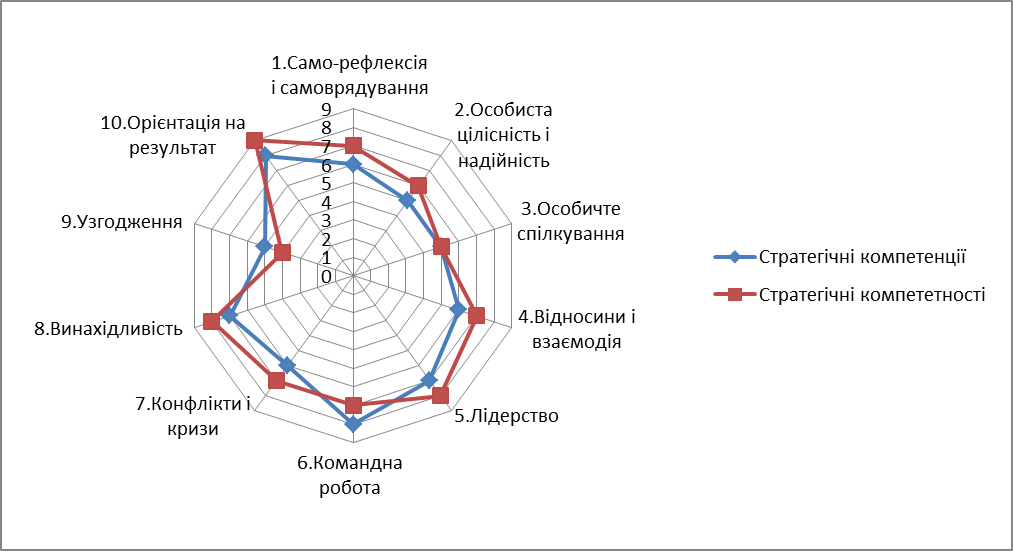 1.Само-рефлексія
і самоврядування
2.Особиста
цілісність і
надійність
3.Особичте
спілкування
4.Відносини і
взаємодія
5.Лідерство
6.Командна
робота
7.Конфлікти і
кризи
8.Винахідливість
9.Узгодження
10.Орієнтація на
результат
9
8
7
6
5
4
3
2
1
0
Стратегічні компетенції
Стратегічні компететності